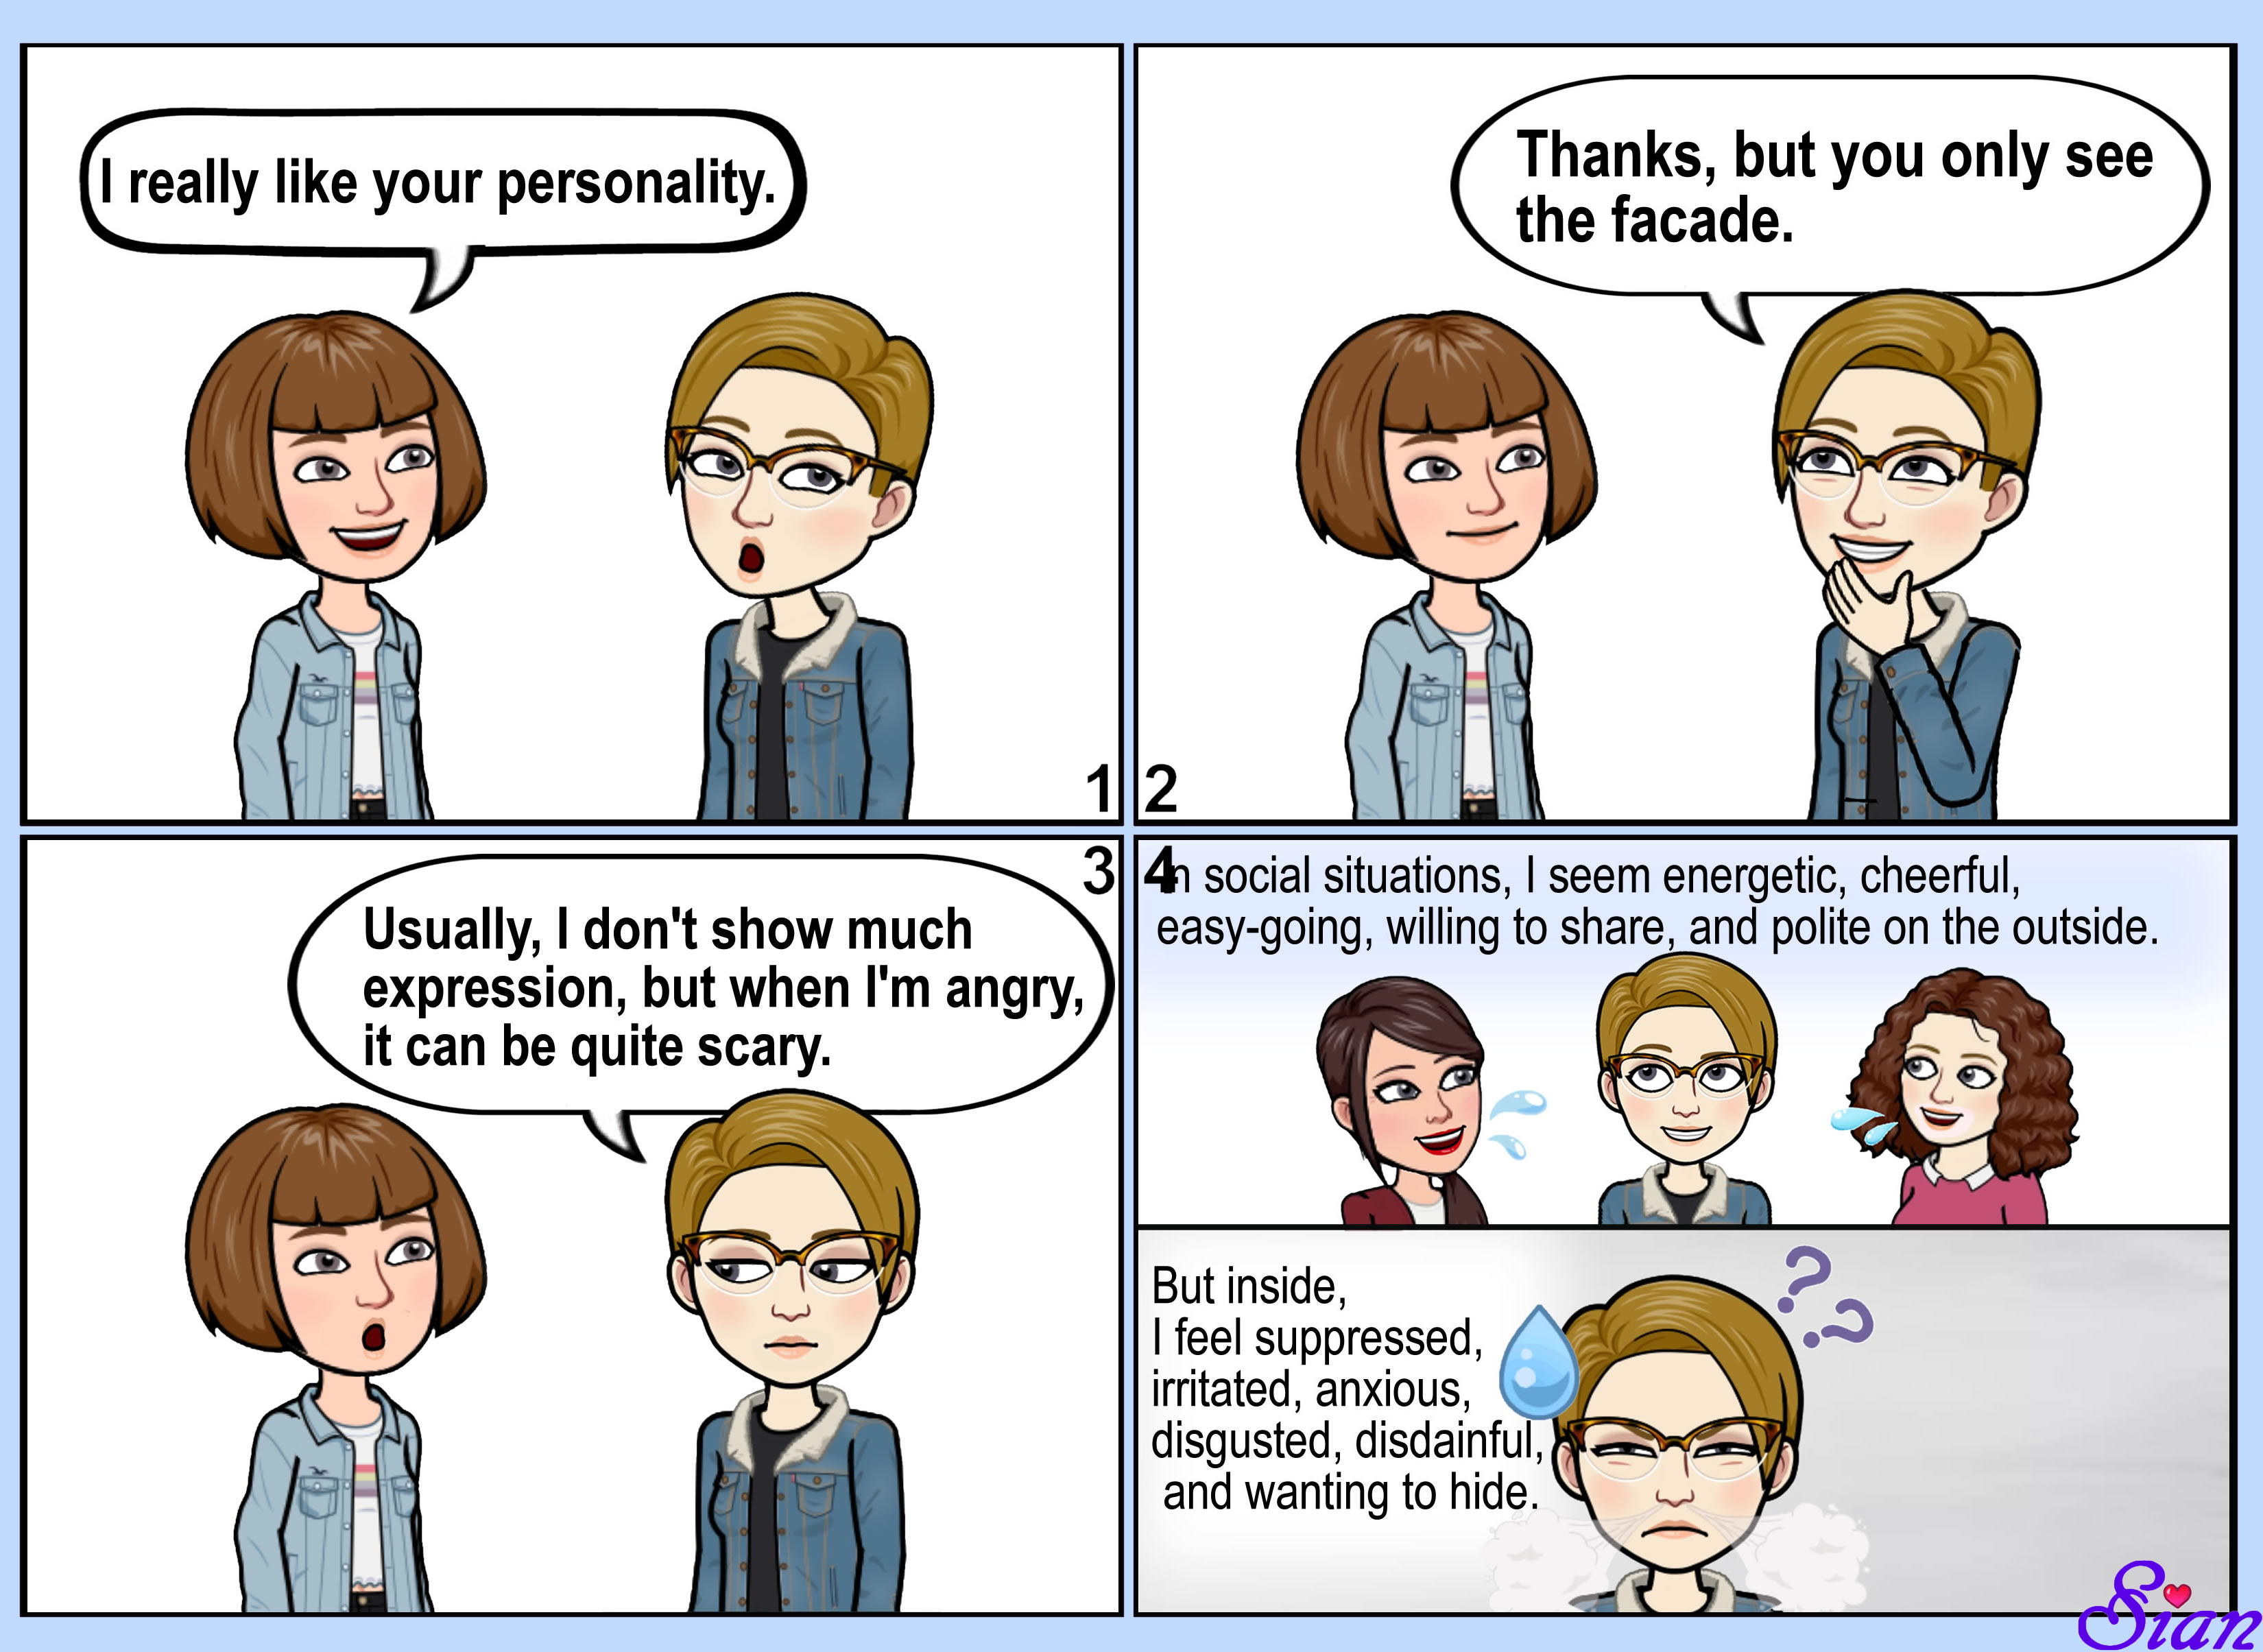 I really like your personality.
1
Thanks, but you only see
the facade.
2
Usually, I don't show much
expression, but when I'm angry,
it can be quite scary.
3
4
In social situations, I seem energetic, cheerful,
easy-going, willing to share, and polite on the outside.
But inside,
I feel suppressed,
irritated, anxious,
disgusted, disdainful,
and wanting to hide.
Sian